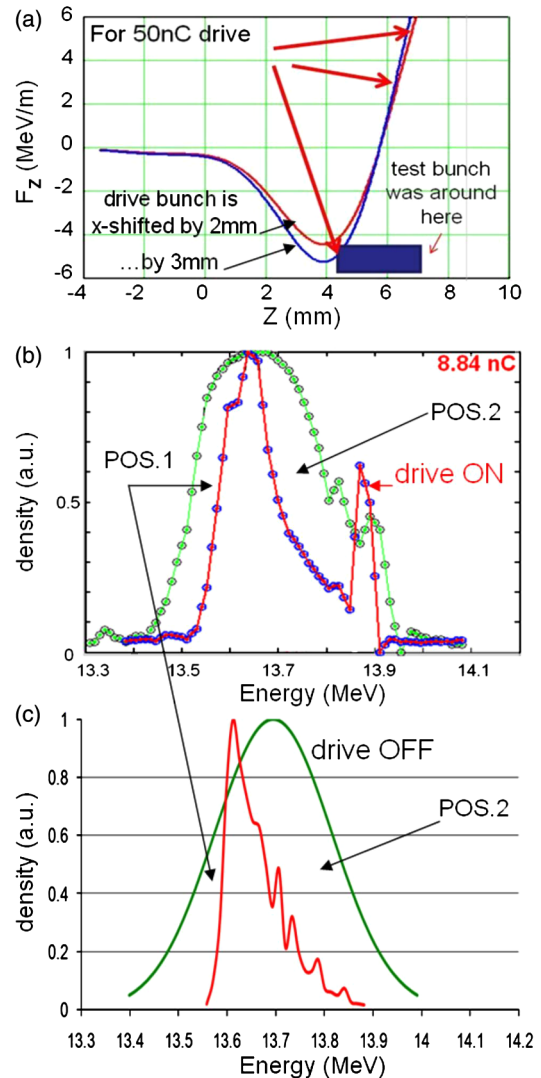 (a)
For 50nC drive
6
4
2
0
-2
-4
-6
F_z (MeV/m)
drive bunch is
x-shifted by 2mm
...by 3mm
test bunch
was around
here
-4 -2 0 2 4 6 8 10
Z (mm)
(b)
1
0.5
0
density (a.u.)
8.84 nC
POS.1
POS.2
drive ON
13.3 13.5 13.7 13.9 14.1
Energy (MeV)
(c)
1
0.8
0.6
0.4
0.2
0
density (a.u.)
drive OFF
POS.2
13.3 13.4 13.5 13.6 13.7 13.8 13.9 14 14.1 14.2
Energy (MeV)